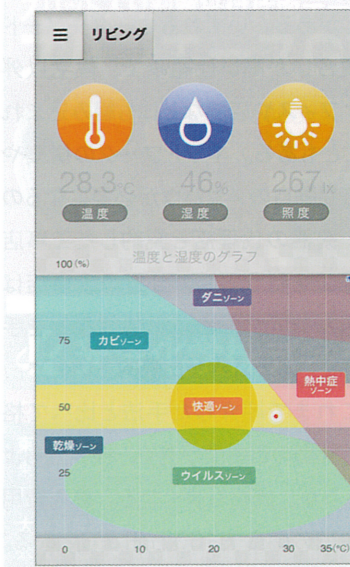 ☰ リビング
28.3℃ 46% 267lx
温度 湿度 照度
温度と湿度のグラフ
100(%)
ダニゾーン
75 カビゾーン
熱中症
ゾーン
50 快適ゾーン
乾燥ゾーン
25 ウイルスゾーン
0 10 20 30 35(℃)